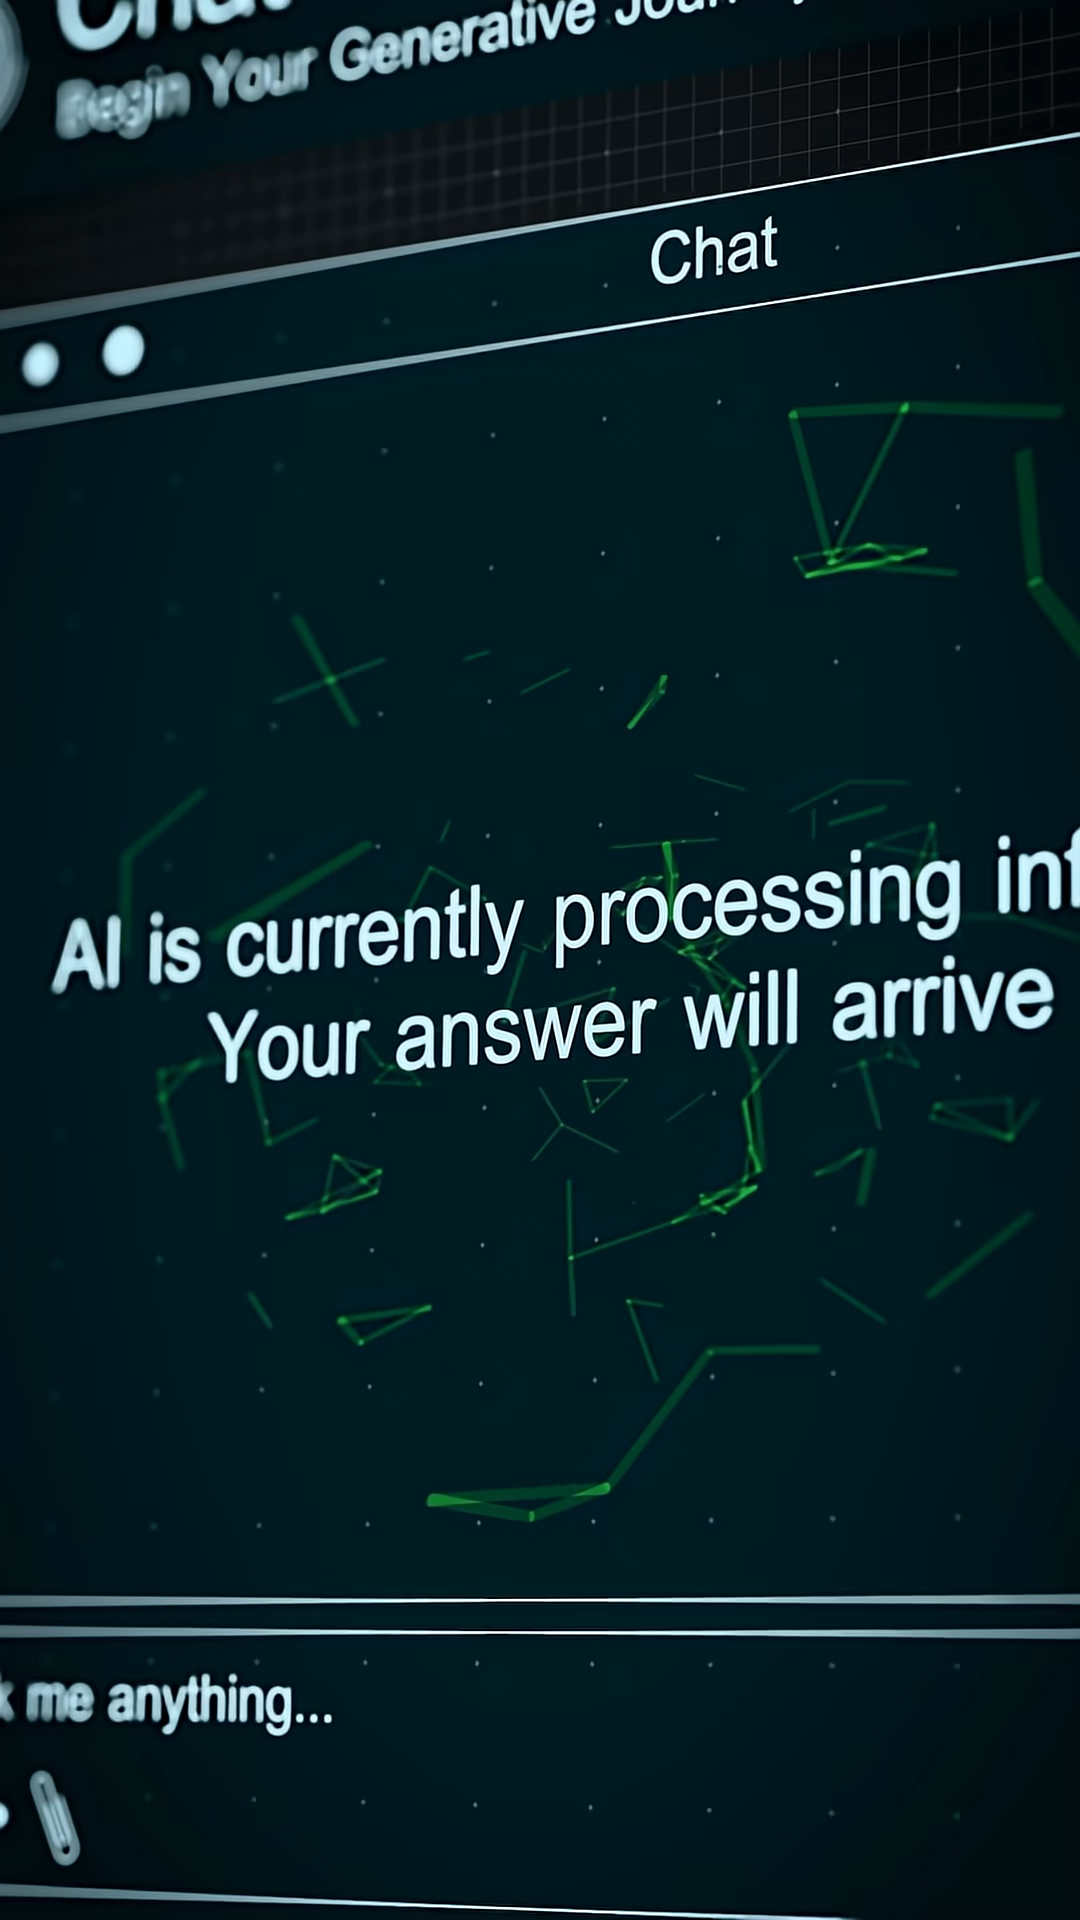 Begin Your Generative
Chat
AI is currently processing
Your answer will arrive
me anything...